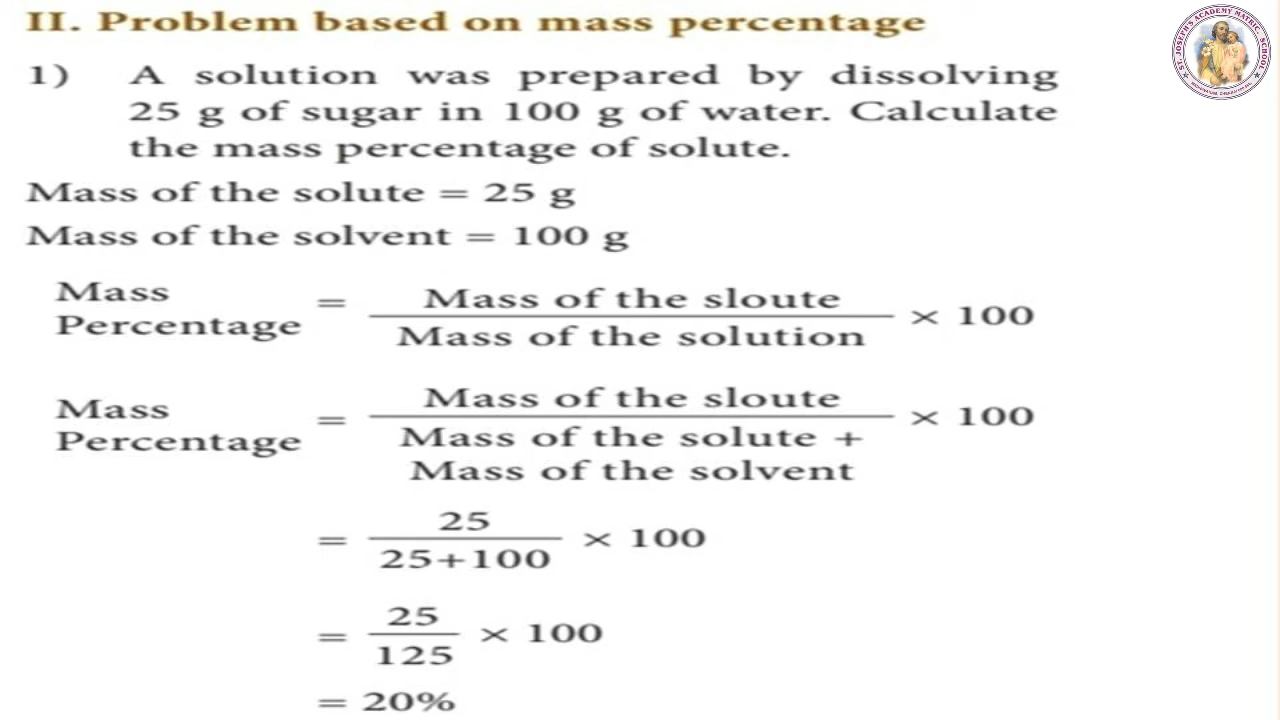 II. Problem based on mass percentage
1) A solution was prepared by dissolving
25 g of sugar in 100 g of water. Calculate
the mass percentage of solute.
Mass of the solute = 25 g
Mass of the solvent = 100 g
Mass Percentage = Mass of the sloute / Mass of the solution × 100
Mass Percentage = Mass of the sloute / Mass of the solute + Mass of the solvent × 100
= 25 / 25+100 × 100
= 25 / 125 × 100
= 20%